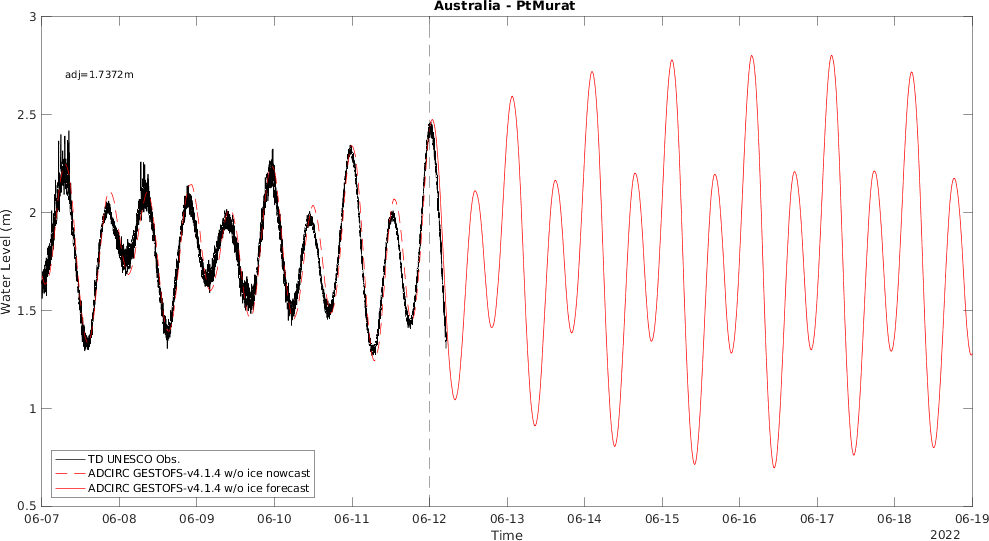 Australia - PtMurat
3
adj=1.7372m
2.5
2
Water Level (m)
1.5
1
TD UNESCO Obs.
ADCIRC GESTOFS-v4.1.4 w/o ice nowcast
ADCIRC GESTOFS-v4.1.4 w/o ice forecast
0.5
06-07 06-08 06-09 06-10 06-11 06-12 06-13 06-14 06-15 06-16 06-17 06-18 06-19
Time
2022